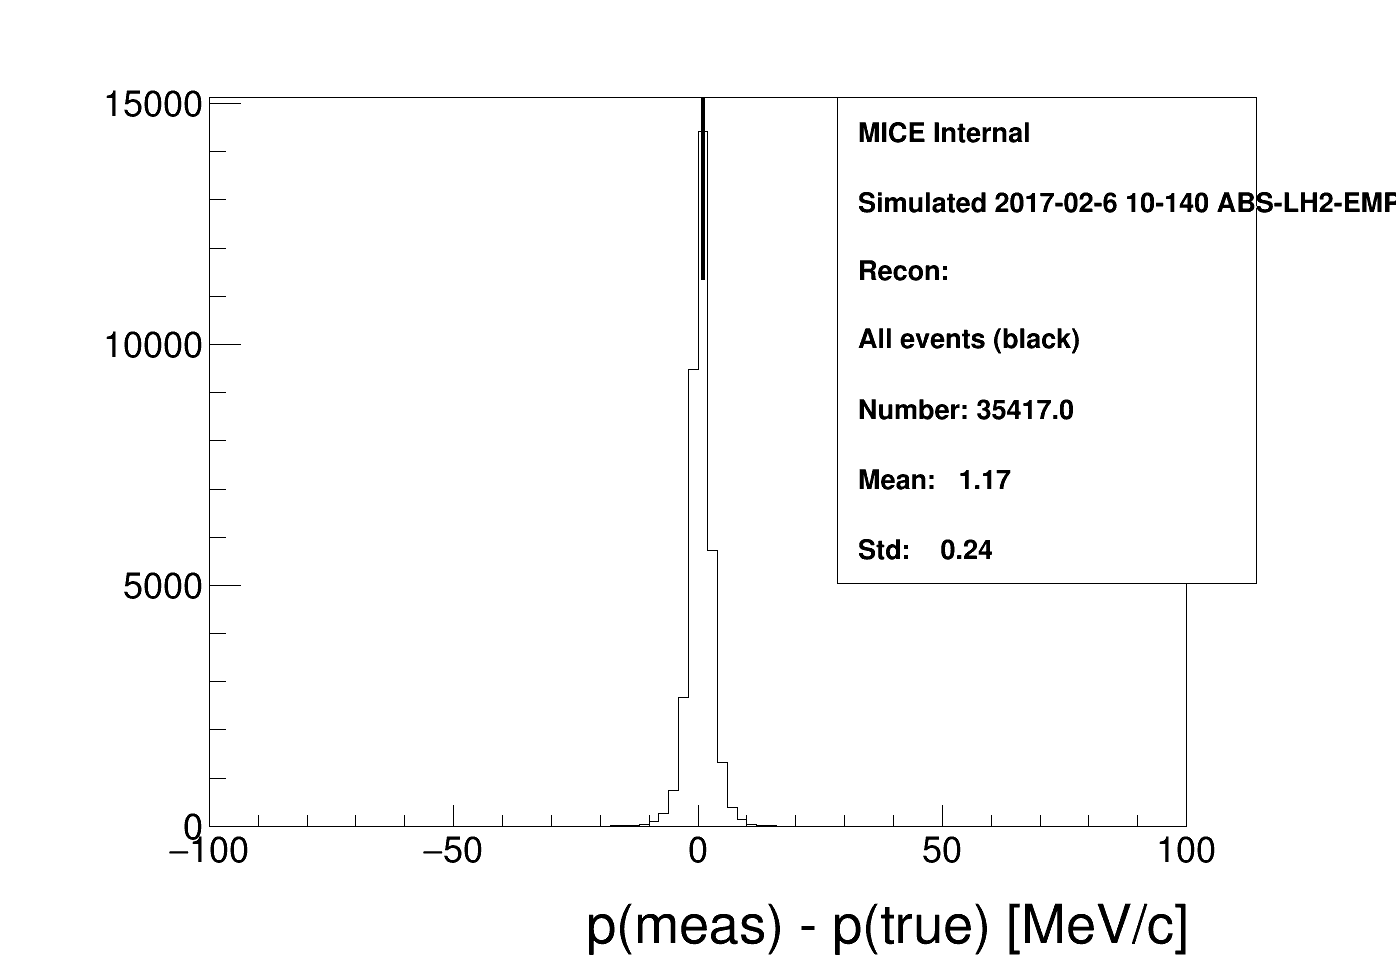 15000
10000
5000
0
−100
−50
0
50
100
p(meas) - p(true) [MeV/c]
MICE Internal
Simulated 2017-02-6 10-140 ABS-LH2-EMP
Recon:
All events (black)
Number: 35417.0
Mean: 1.17
Std: 0.24